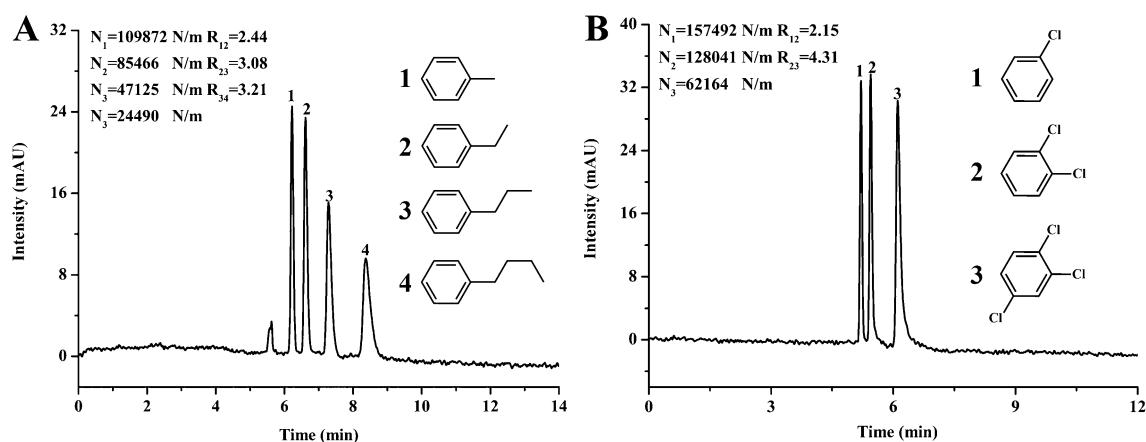 A
N₁=109872 N/m R₁₂=2.44
N₂=85466 N/m R₂₃=3.08
N₃=47125 N/m R₃₄=3.21
N₃=24490 N/m
1
2
3
4
1
2
3
4
32
24
16
8
0
0
2
4
6
8
10
12
14
Intensity (mAU)
Time (min)
B
N₁=157492 N/m R₁₂=2.15
N₂=128041 N/m R₂₃=4.31
N₃=62164 N/m
1
2
3
1
Cl
2
Cl
Cl
3
Cl
Cl
Cl
40
32
24
16
8
0
0
3
6
9
12
Intensity (mAU)
Time (min)